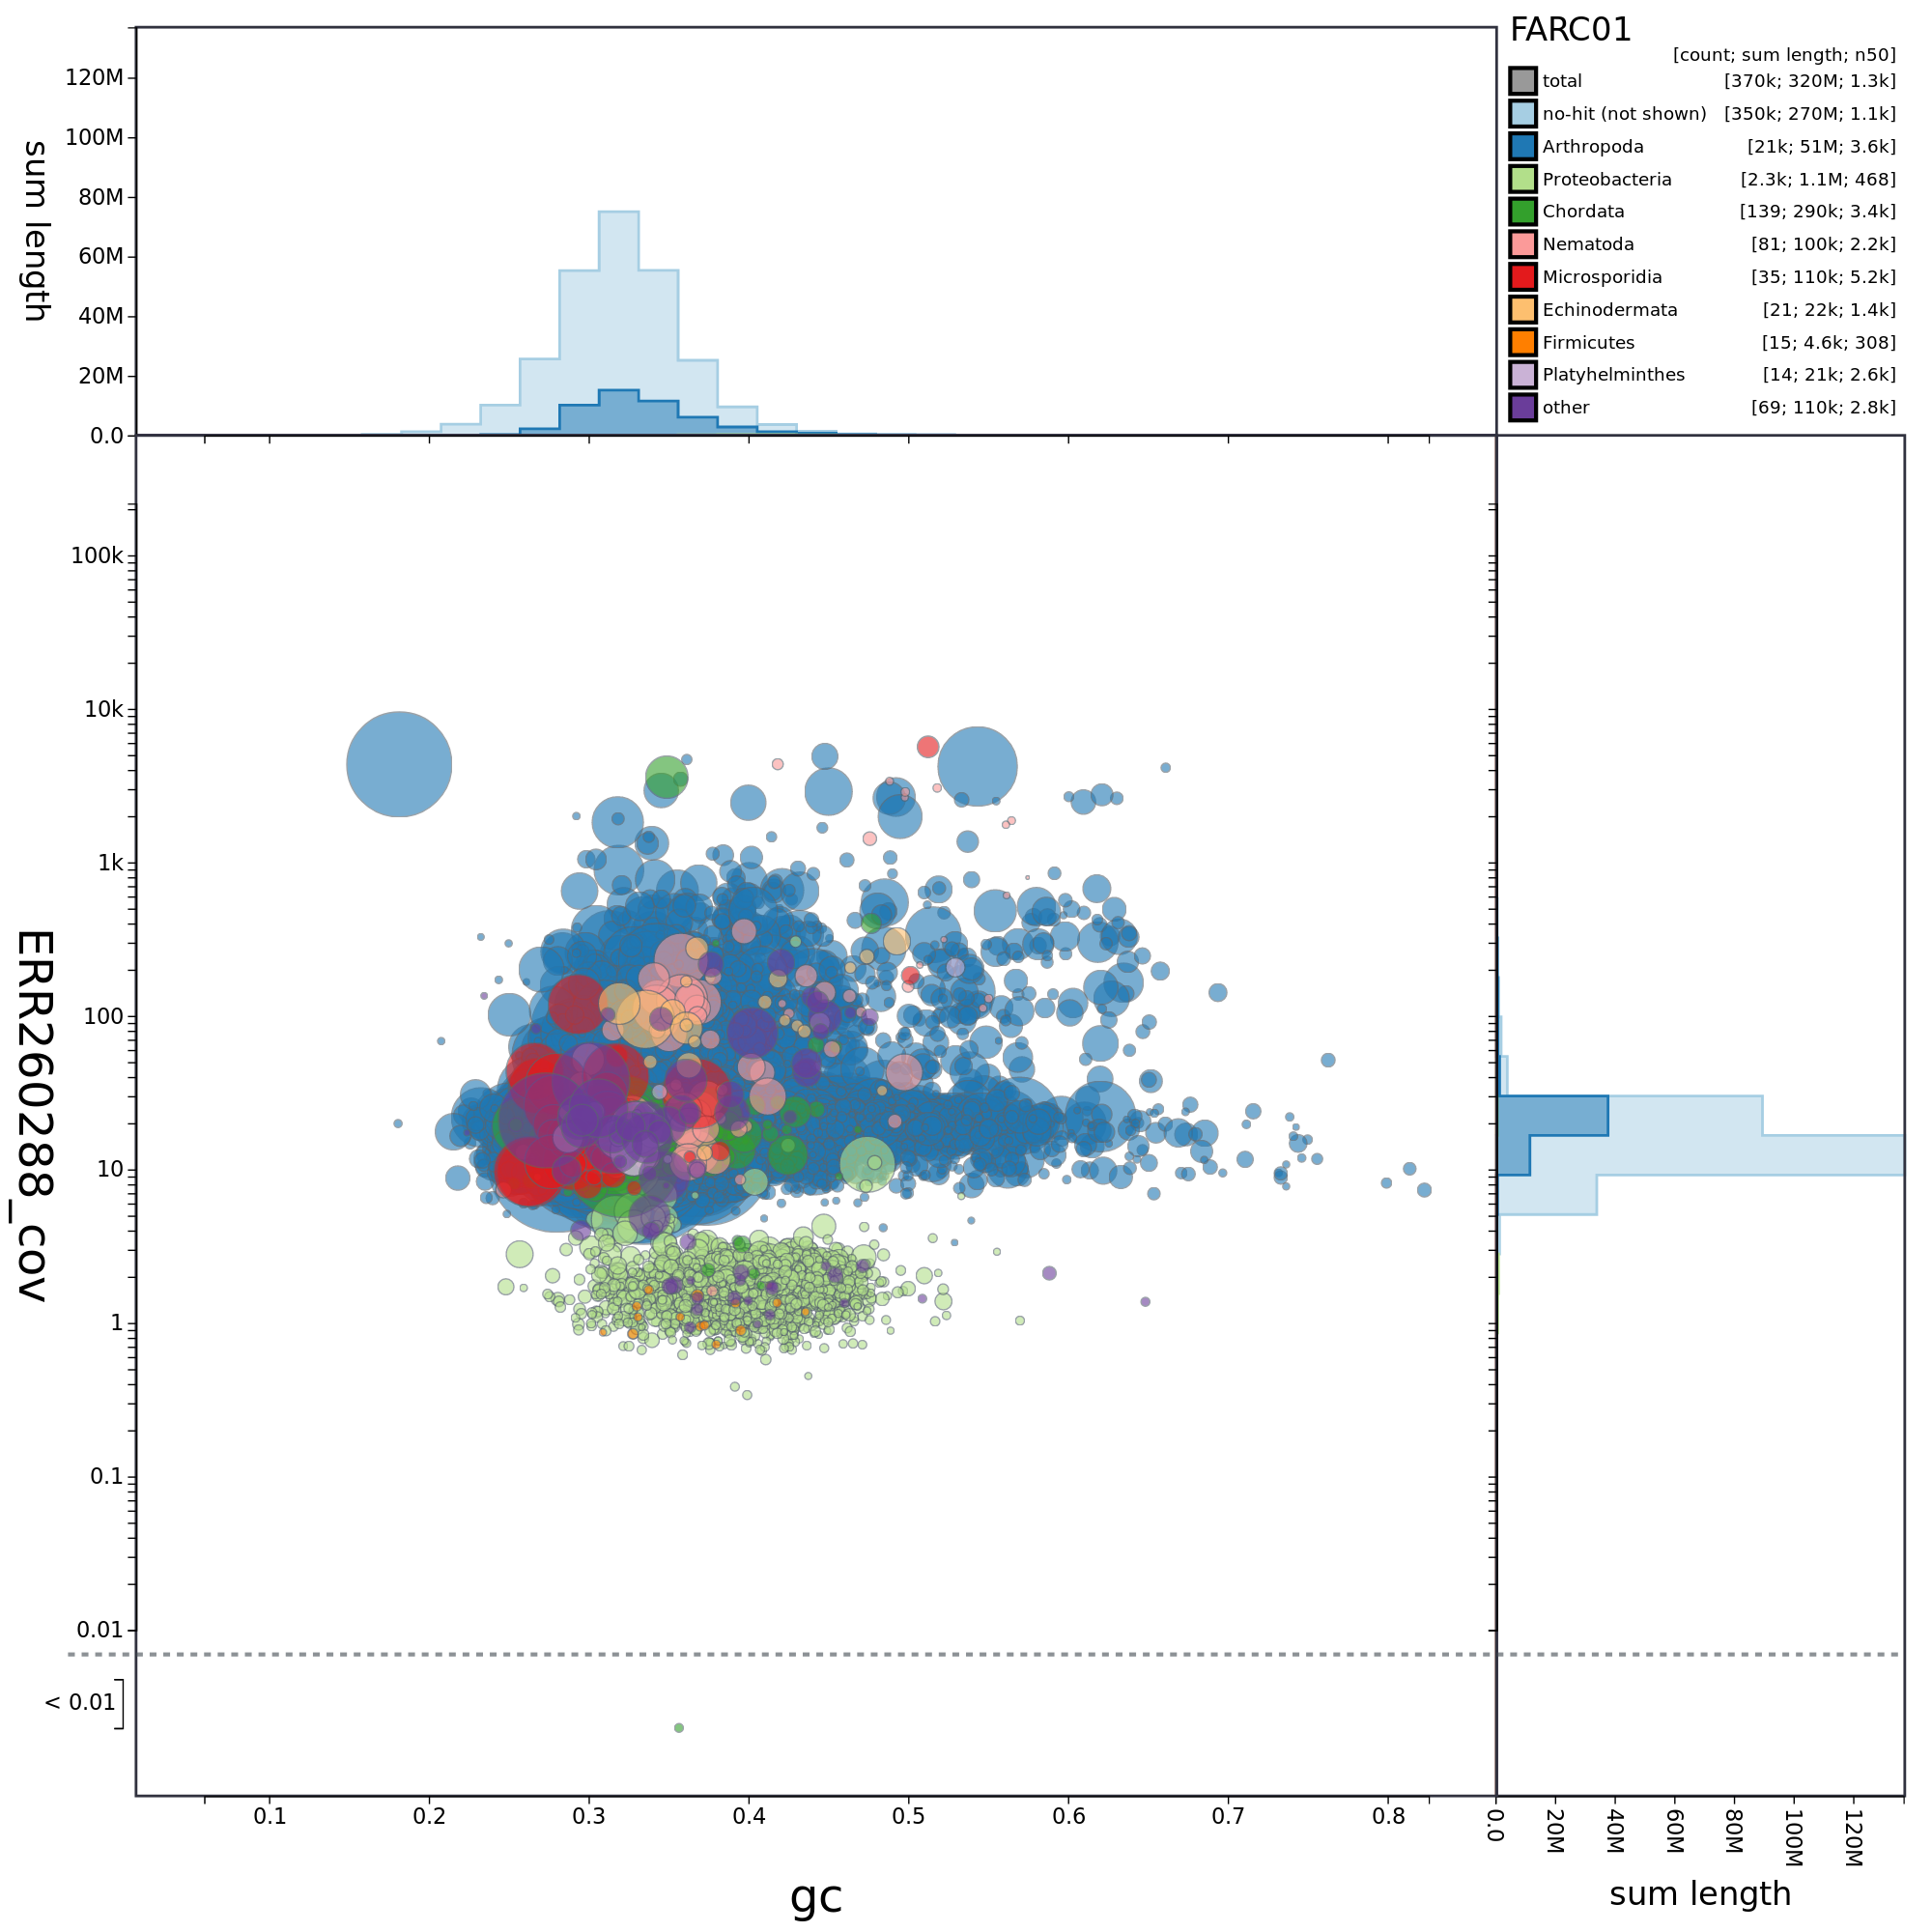 FARC01
[count; sum length; n50]
total [370k; 320M; 1.3k]
no-hit (not shown) [350k; 270M; 1.1k]
Arthropoda [21k; 51M; 3.6k]
Proteobacteria [2.3k; 1.1M; 468]
Chordata [139; 290k; 3.4k]
Nematoda [81; 100k; 2.2k]
Microsporidia [35; 110k; 5.2k]
Echinodermata [21; 22k; 1.4k]
Firmicutes [15; 4.6k; 308]
Platyhelminthes [14; 21k; 2.6k]
other [69; 110k; 2.8k]
sum length
120M
100M
80M
60M
40M
20M
0.0
ERR260288_cov
100k
10k
1k
100
10
1
0.1
0.01
< 0.01
0.1 0.2 0.3 0.4 0.5 0.6 0.7 0.8
gc
0.0 20M 40M 60M 80M 100M 120M
sum length